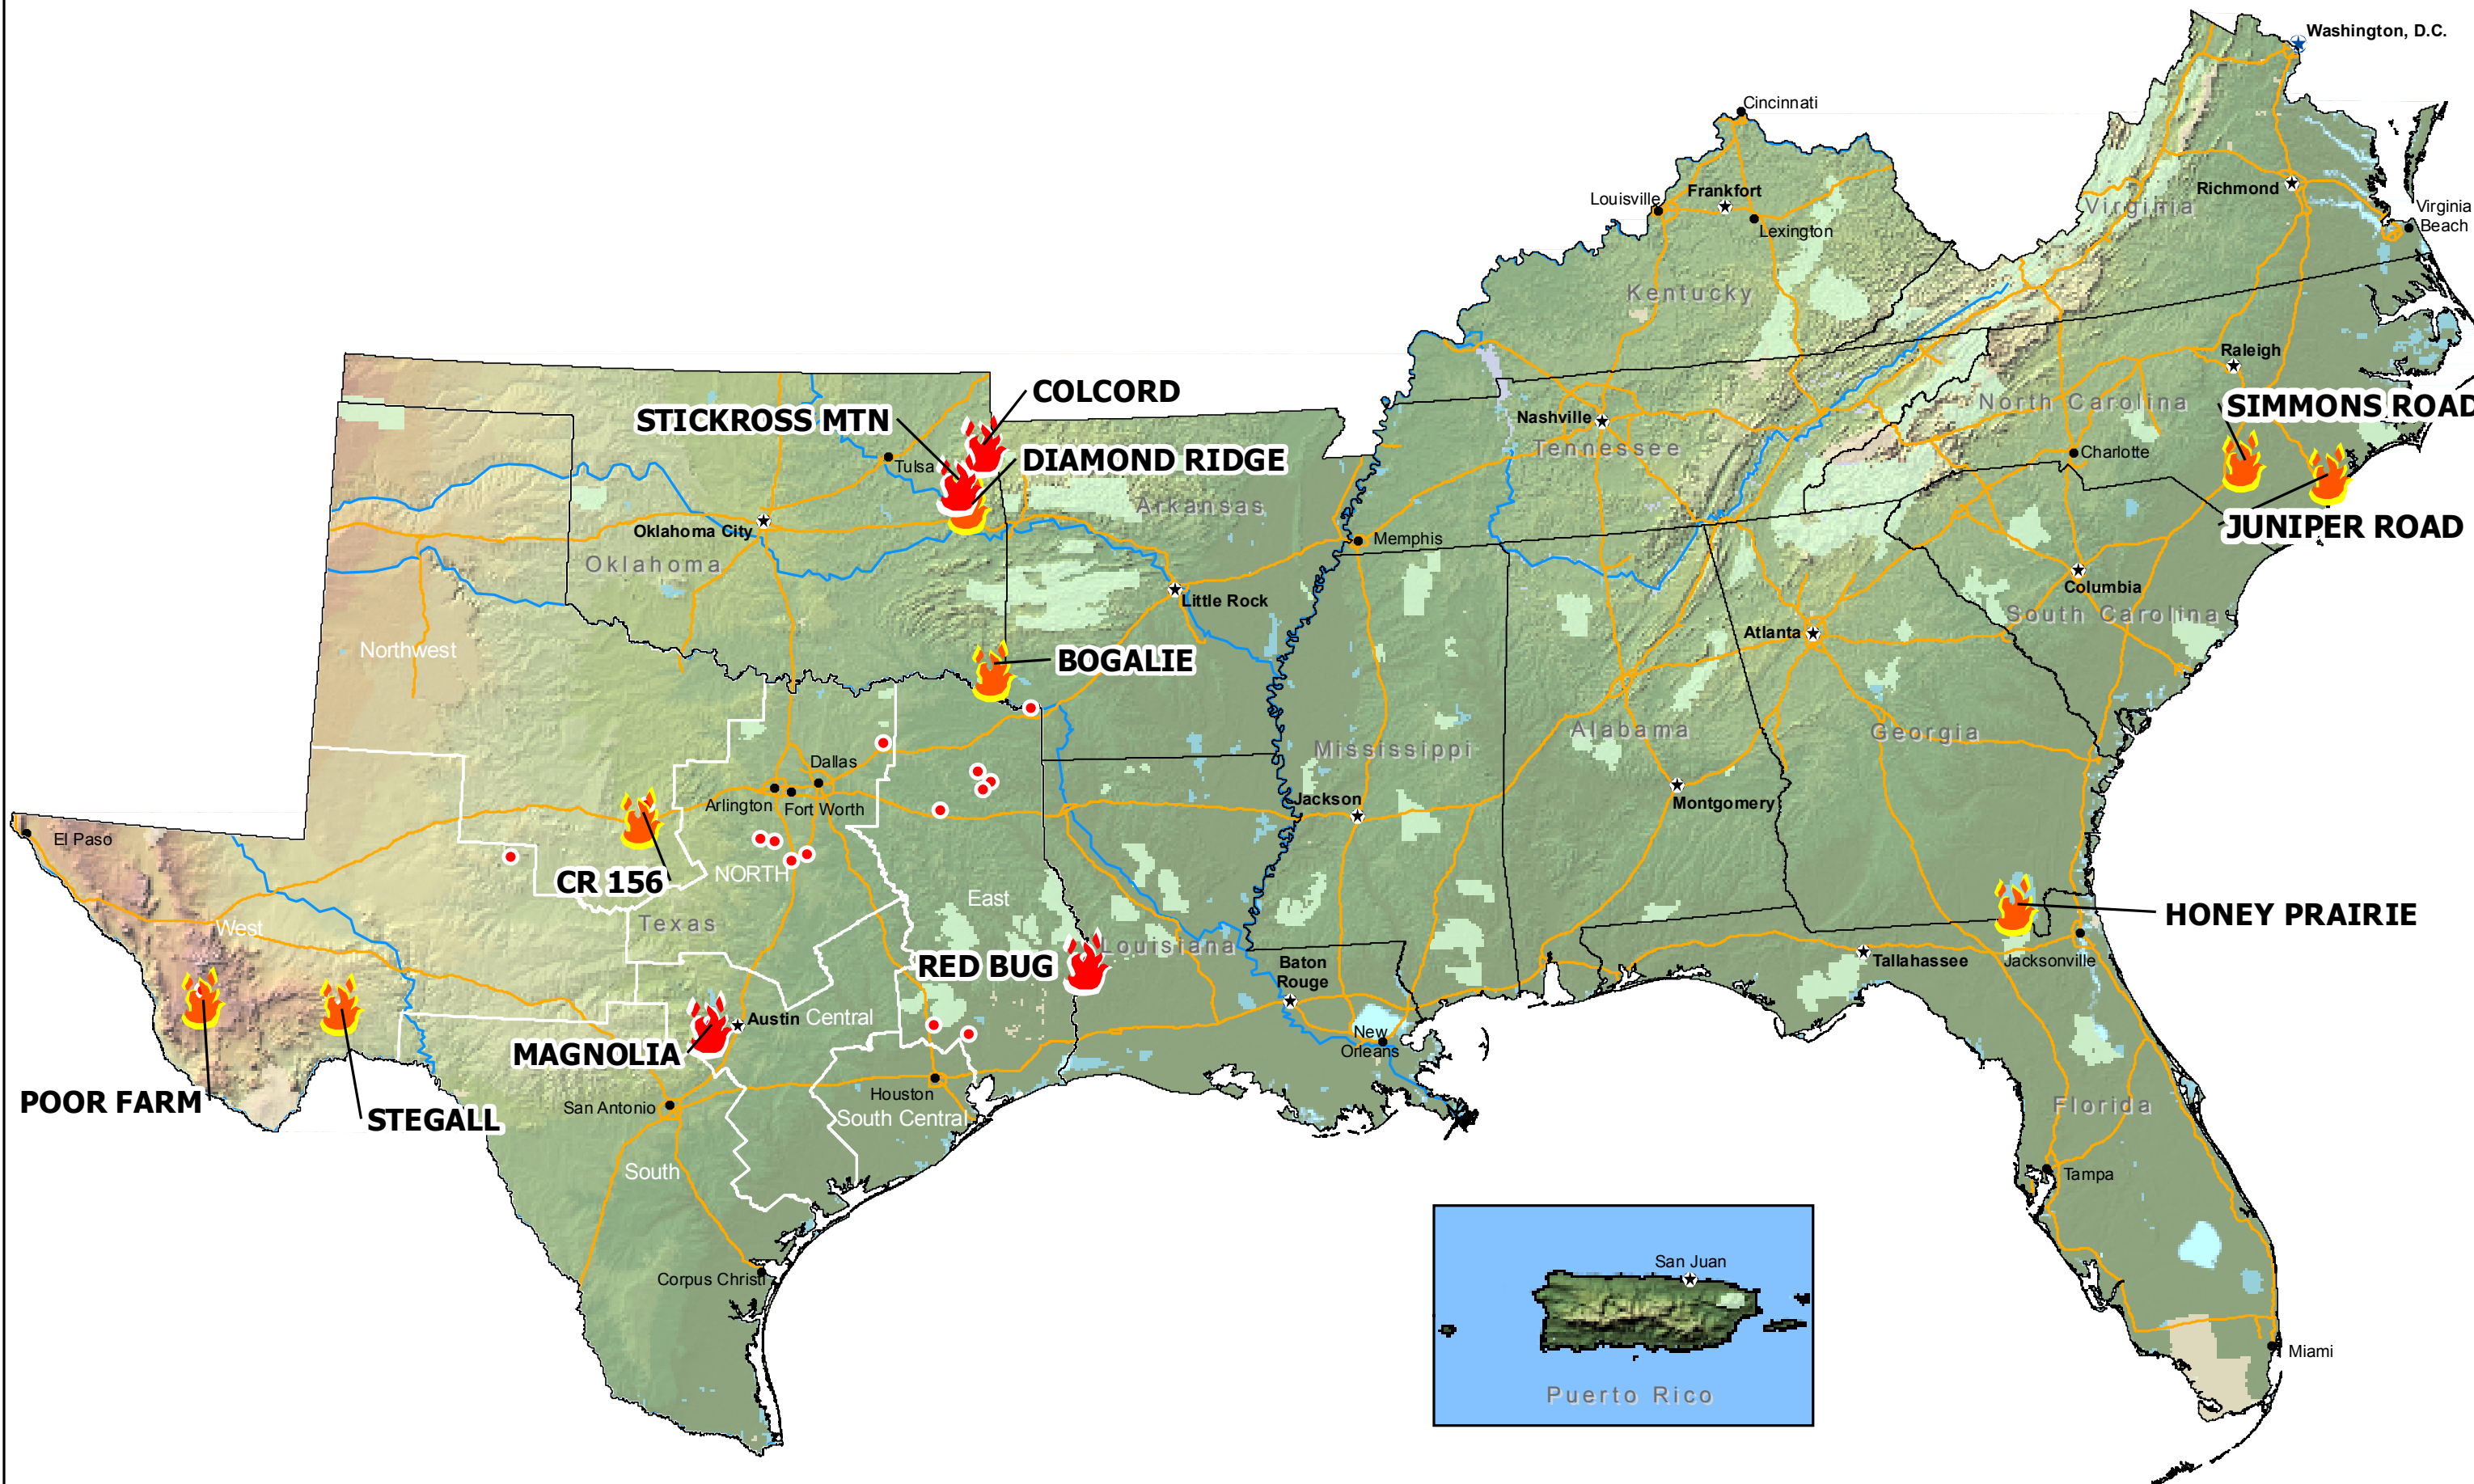 Washington, D.C.
Cincinnati
Louisville
Frankfort
Lexington
Richmond
Virginia
Virginia
Beach
Kentucky
Raleigh
COLCORD
STICKROSS MTN
Nashville
Tennessee
North Carolina
SIMMONS ROAD
Charlotte
Tulsa
DIAMOND RIDGE
Arkansas
Oklahoma City
Oklahoma
Memphis
JUNIPER ROAD
Little Rock
Columbia
South Carolina
Atlanta
Northwest
BOGALIE
Mississippi
Alabama
Georgia
Dallas
Arlington
Fort Worth
Jackson
Montgomery
El Paso
CR 156
NORTH
East
West
Texas
Louisiana
HONEY PRAIRIE
RED BUG
Baton
Rouge
Tallahassee
Jacksonville
Austin
Central
MAGNOLIA
New
Orleans
POOR FARM
STEGALL
San Antonio
Houston
South Central
Florida
South
Tampa
Corpus Christi
San Juan
Puerto Rico
Miami